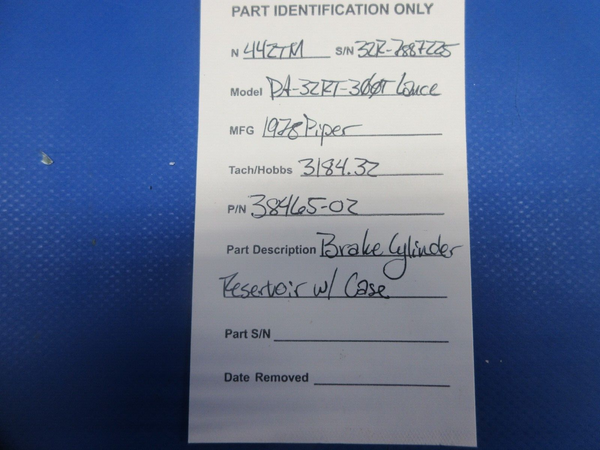 PART IDENTIFICATION ONLY
N 442TM S/N 32R-7887225
Model PA-32RT-300T Lance
MFG 1978 Piper
Tach/Hobbs 3184.32
P/N 38465-02
Part Description Brake Cylinder
Reservoir w/ Case
Part S/N
Date Removed